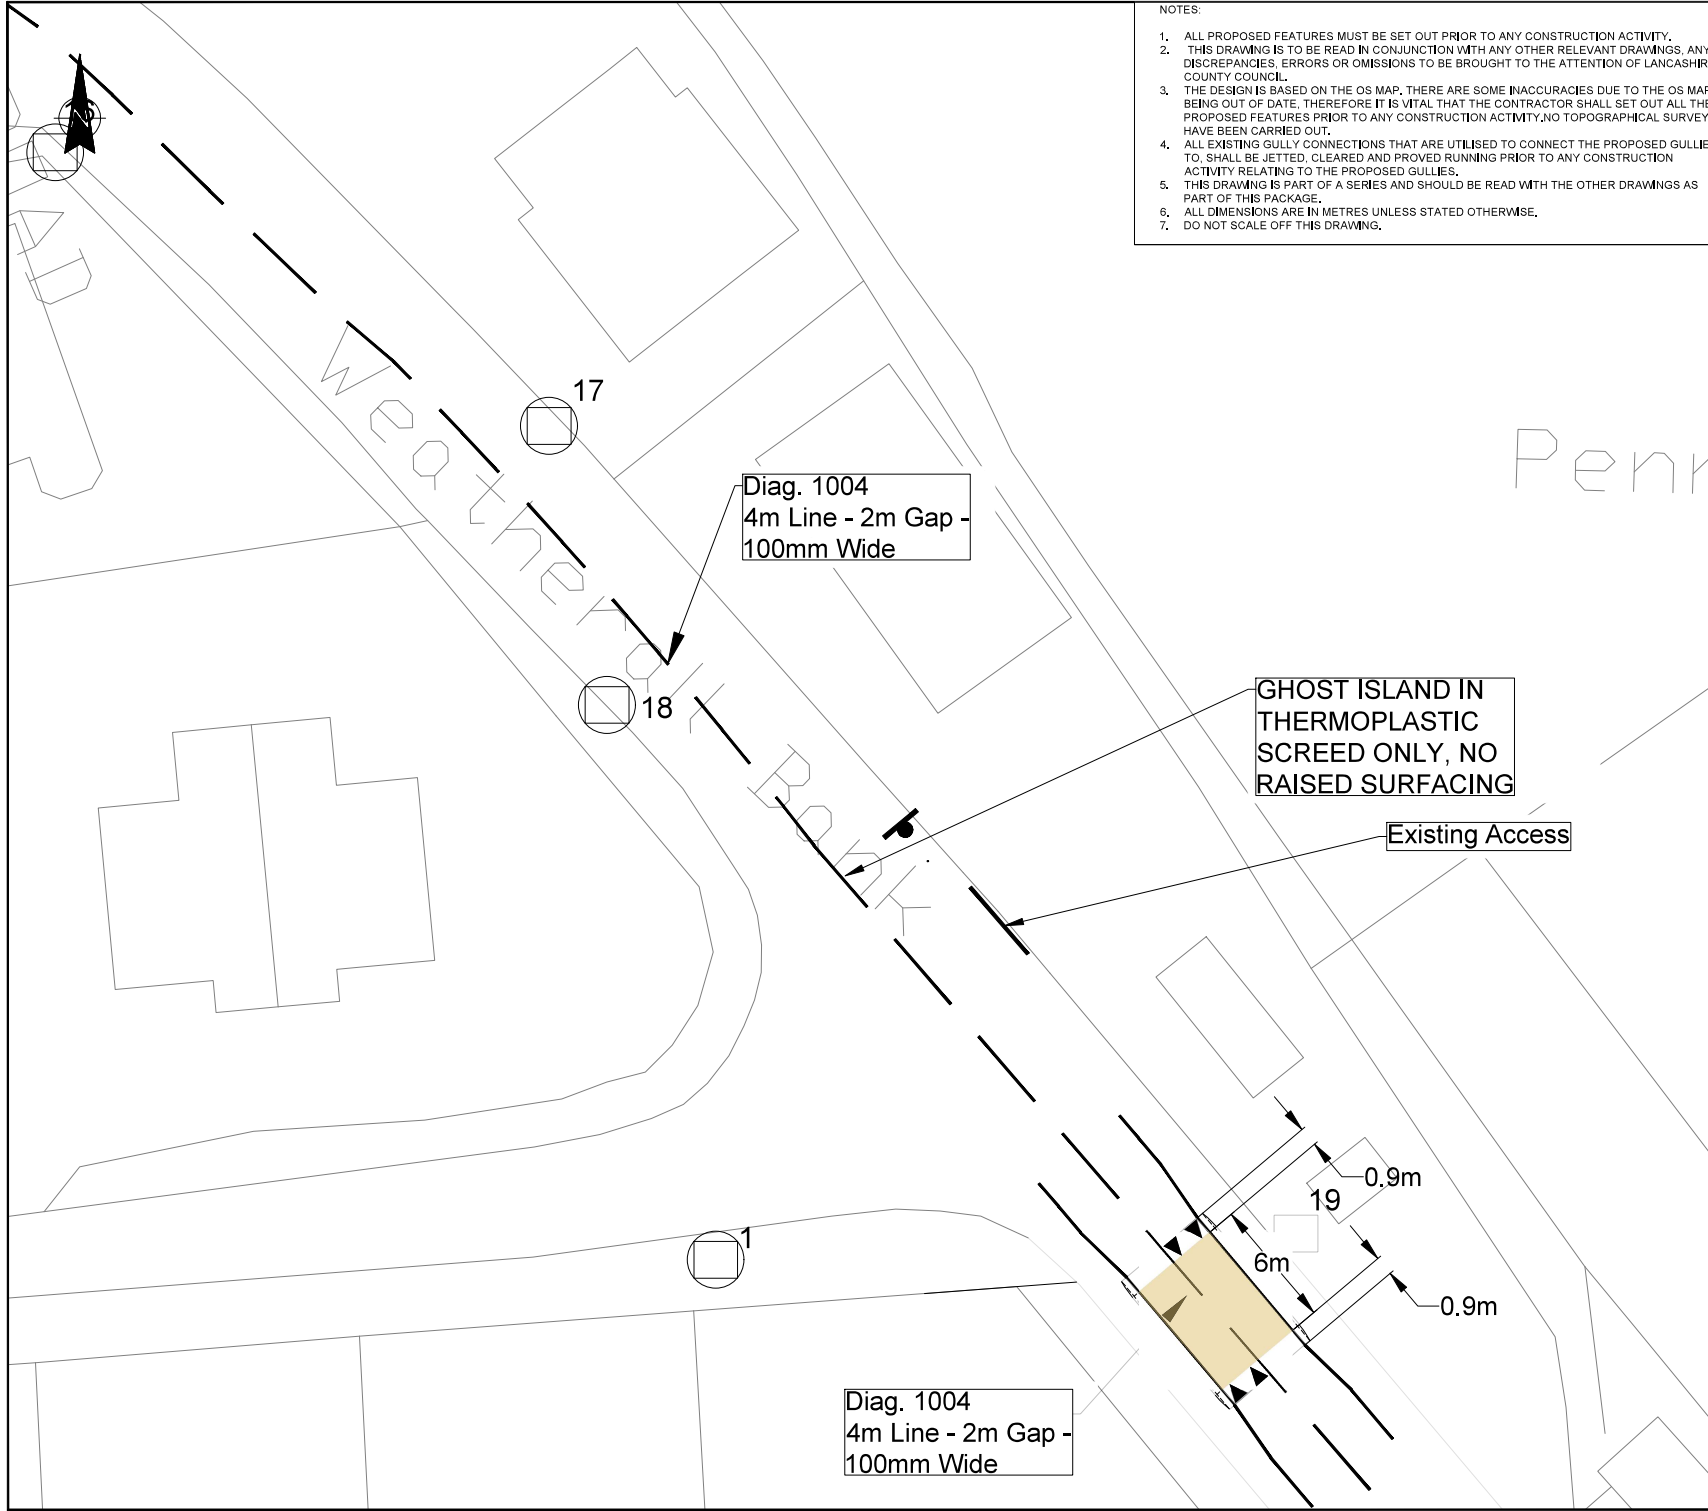 NOTES:
1. ALL PROPOSED FEATURES MUST BE SET OUT PRIOR TO ANY CONSTRUCTION ACTIVITY.
2. THIS DRAWING IS TO BE READ IN CONJUNCTION WITH ANY OTHER RELEVANT DRAWINGS, ANY
DISCREPANCIES, ERRORS OR OMISSIONS TO BE BROUGHT TO THE ATTENTION OF LANCASHIR
COUNTY COUNCIL.
3. THE DESIGN IS BASED ON THE OS MAP. THERE ARE SOME INACCURACIES DUE TO THE OS MAP
BEING OUT OF DATE, THEREFORE IT IS VITAL THAT THE CONTRACTOR SHALL SET OUT ALL THE
PROPOSED FEATURES PRIOR TO ANY CONSTRUCTION ACTIVITY.NO TOPOGRAPHICAL SURVEY
HAVE BEEN CARRIED OUT.
4. ALL EXISTING GULLY CONNECTIONS THAT ARE UTILISED TO CONNECT THE PROPOSED GULLIE
TO, SHALL BE JETTED, CLEARED AND PROVED RUNNING PRIOR TO ANY CONSTRUCTION
ACTIVITY RELATING TO THE PROPOSED GULLIES.
5. THIS DRAWING IS PART OF A SERIES AND SHOULD BE READ WITH THE OTHER DRAWINGS AS
PART OF THIS PACKAGE.
6. ALL DIMENSIONS ARE IN METRES UNLESS STATED OTHERWISE.
7. DO NOT SCALE OFF THIS DRAWING.
16
N
17
Penn
Diag. 1004
4m Line - 2m Gap -
100mm Wide
Weatheroak Bank
18
GHOST ISLAND IN
THERMOPLASTIC
SCREED ONLY, NO
RAISED SURFACING
Existing Access
0.9m
19
1
6m
0.9m
Diag. 1004
4m Line - 2m Gap -
100mm Wide